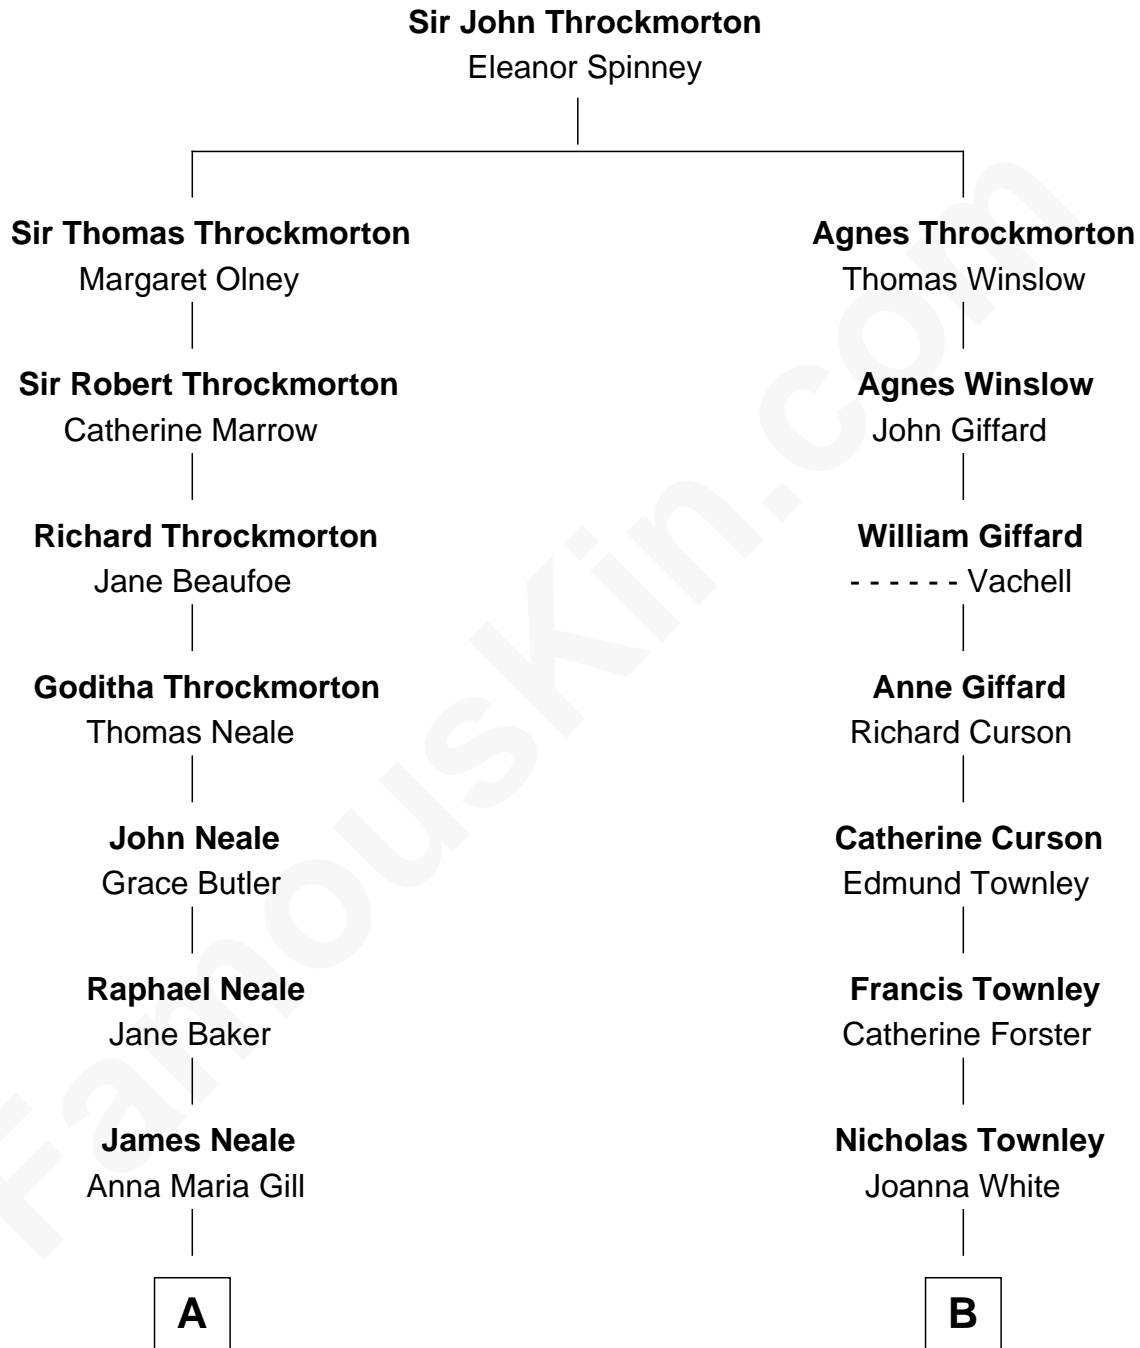 Sir John Throckmorton
Eleanor Spinney
Sir Thomas Throckmorton
Margaret Olney
Sir Robert Throckmorton
Catherine Marrow
Richard Throckmorton
Jane Beaufoe
Goditha Throckmorton
Thomas Neale
John Neale
Grace Butler
Raphael Neale
Jane Baker
James Neale
Anna Maria Gill
A
Agnes Throckmorton
Thomas Winslow
Agnes Winslow
John Giffard
William Giffard
- - - - - - Vachell
Anne Giffard
Richard Curson
Catherine Curson
Edmund Townley
Francis Townley
Catherine Forster
Nicholas Townley
Joanna White
B
FamousKin.com